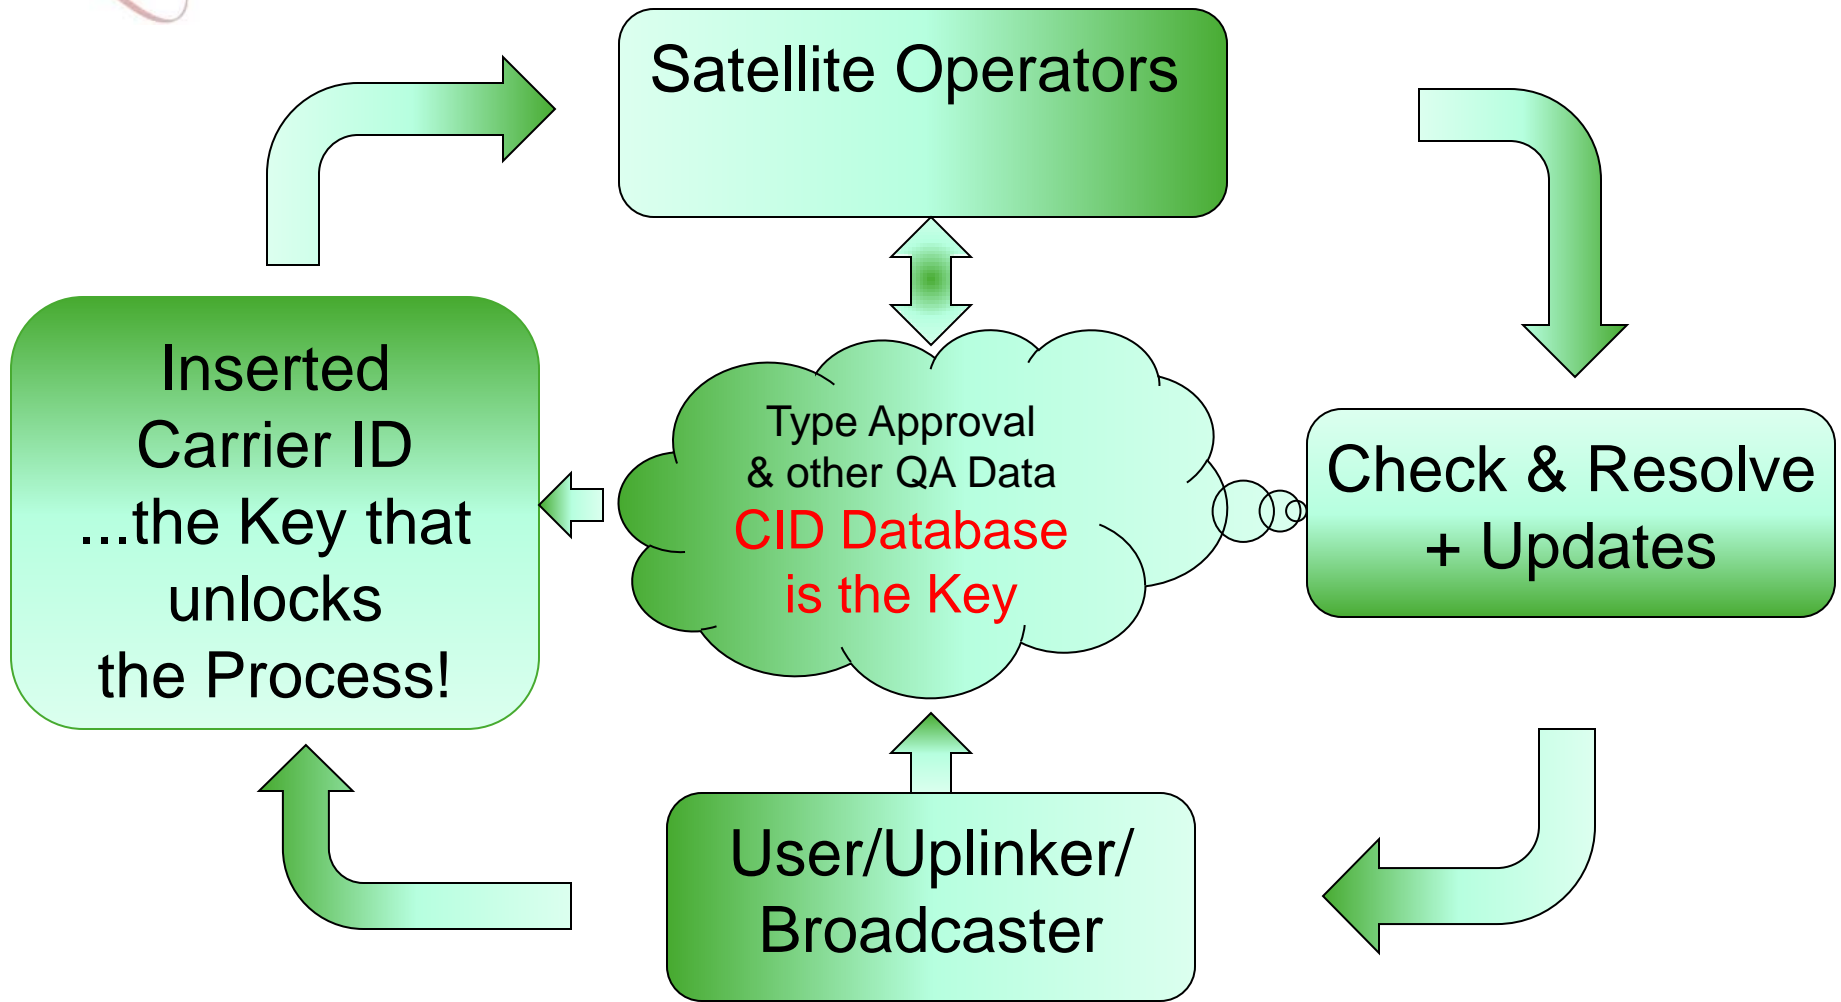 Satellite Operators
Inserted
Carrier ID
...the Key that
unlocks
the Process!
Type Approval
& other QA Data
CID Database
is the Key
Check & Resolve
+ Updates
User/Uplinker/
Broadcaster